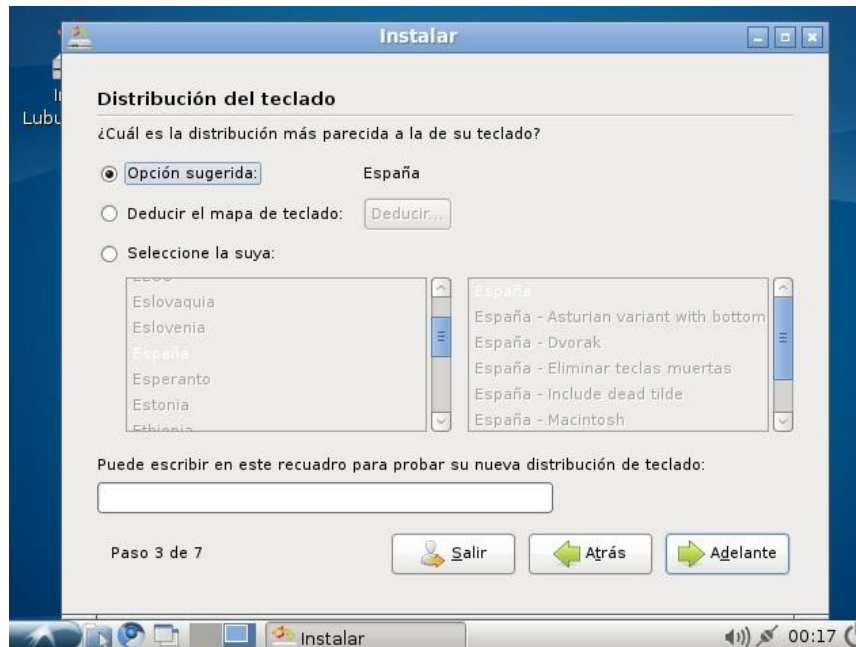 Instalar
Lubu
Distribución del teclado
¿Cuál es la distribución más parecida a la de su teclado?
Opción sugerida: España
Deducir el mapa de teclado: Deducir...
Seleccione la suya:
Eslovaquia
Eslovenia
España
Esperanto
Estonia
España
España - Asturian variant with bottom
España - Dvorak
España - Eliminar teclas muertas
España - Include dead tilde
España - Macintosh
Puede escribir en este recuadro para probar su nueva distribución de teclado:
Paso 3 de 7 Salir Atrás Adelante
Instalar 00:17